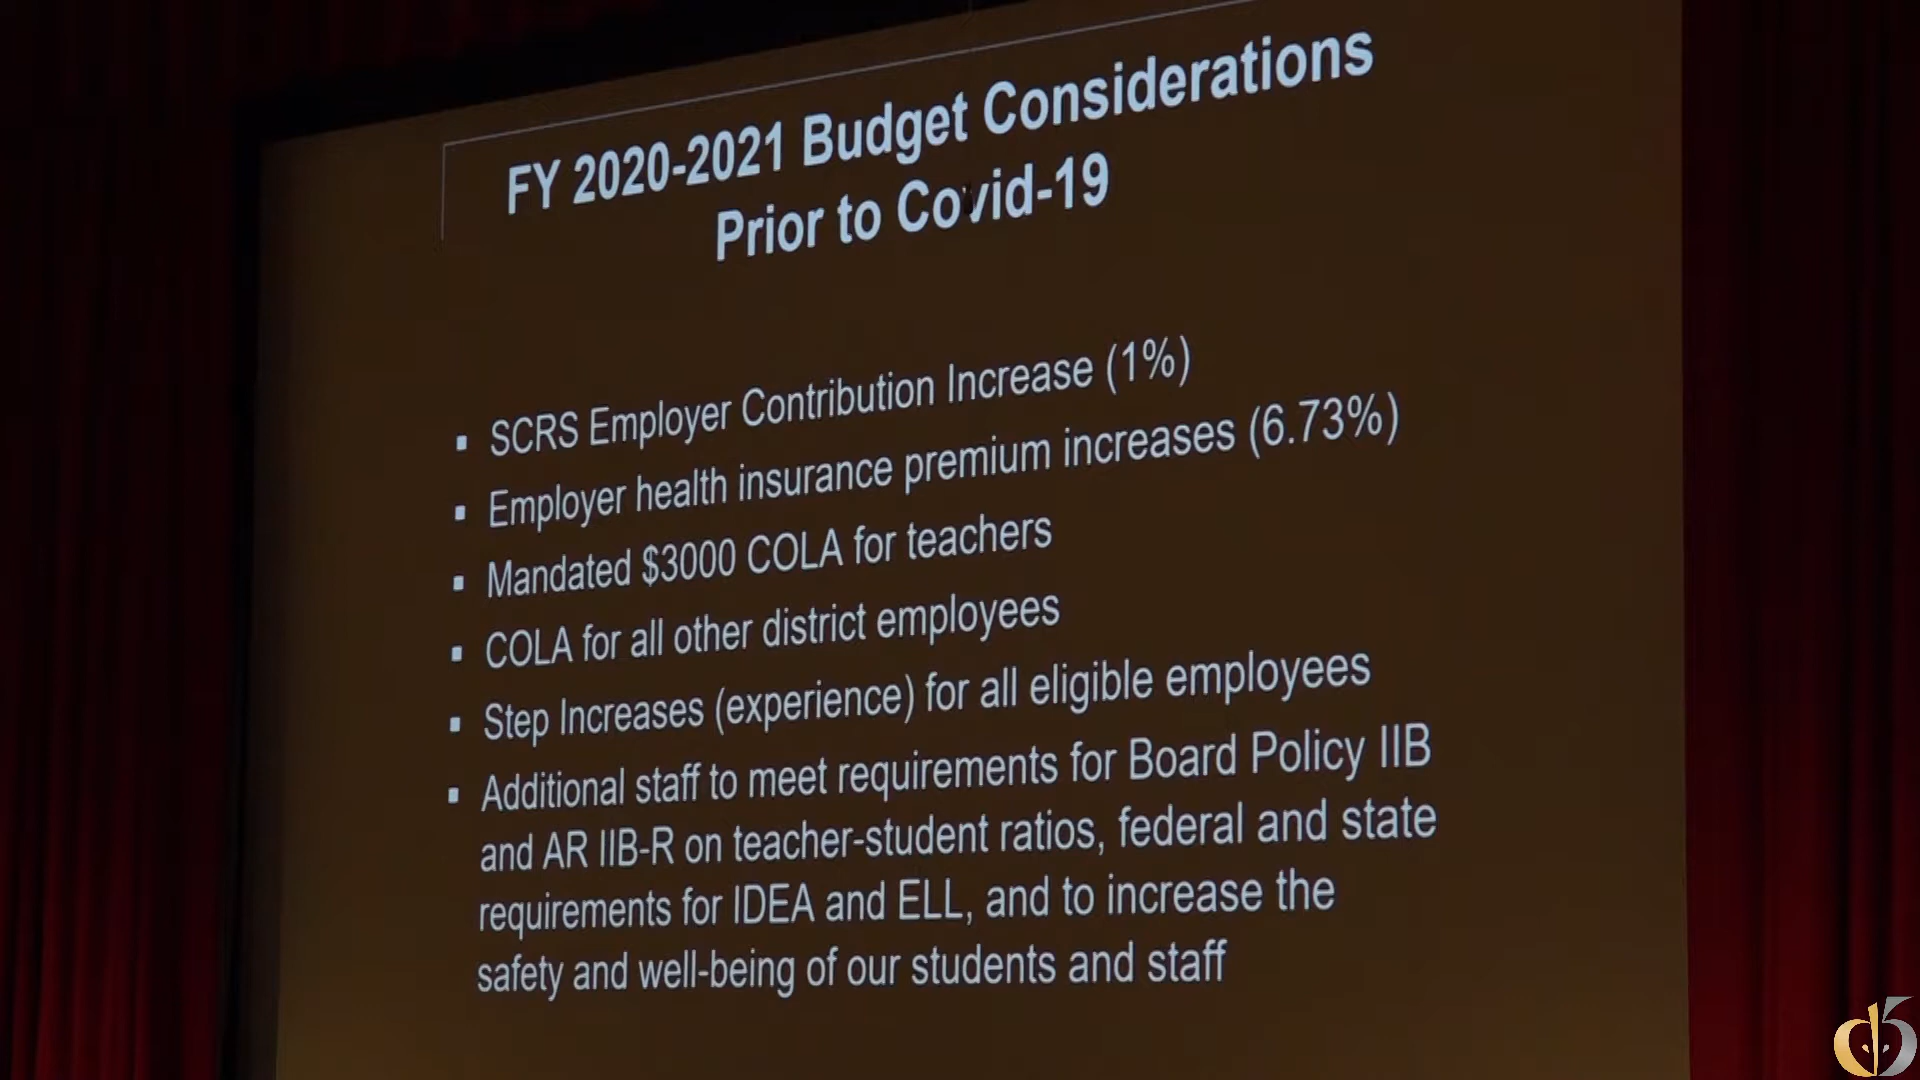 FY 2020-2021 Budget Considerations
Prior to Covid-19
▪ SCRS Employer Contribution Increase (1%)
▪ Employer health insurance premium increases (6.73%)
▪ Mandated $3000 COLA for teachers
▪ COLA for all other district employees
▪ Step Increases (experience) for all eligible employees
▪ Additional staff to meet requirements for Board Policy IIB
and AR IIB-R on teacher-student ratios, federal and state
requirements for IDEA and ELL, and to increase the
safety and well-being of our students and staff
d5